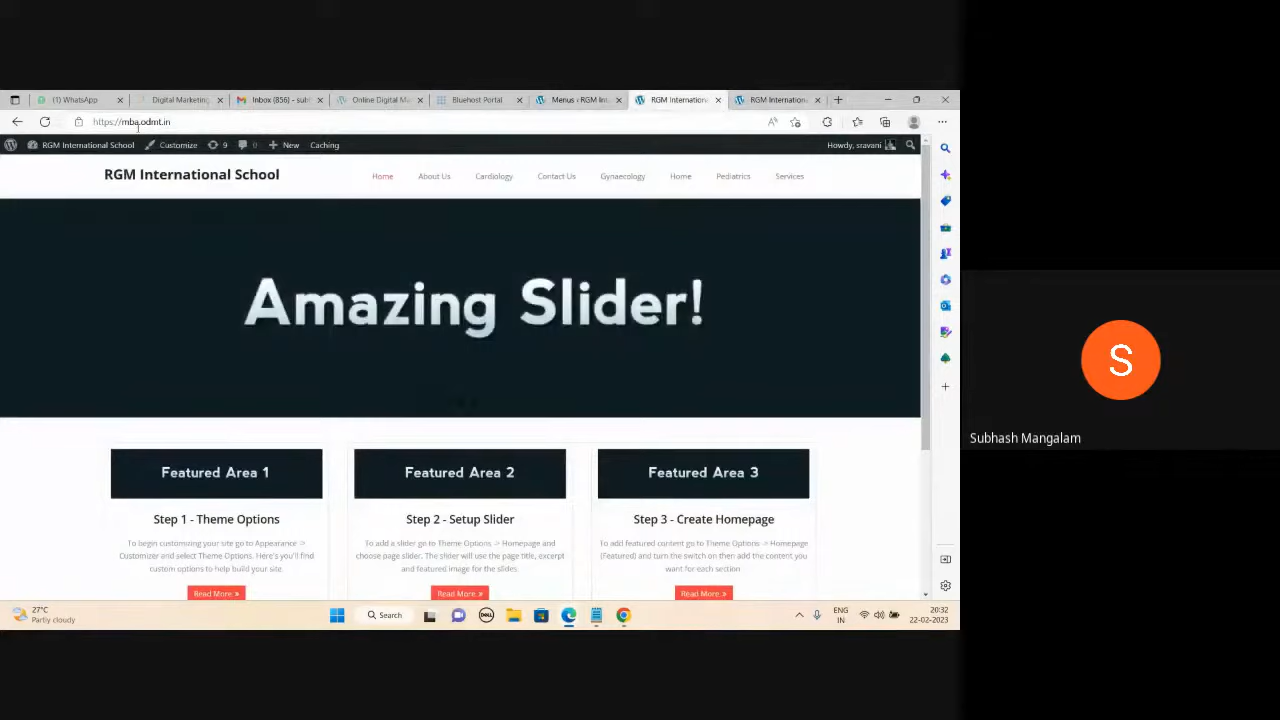 (1) WhatsApp
Digital Marketing
Inbox (856) - sub
Online Digital Ma
Bluehost Portal
Menus ‹ RGM Int
RGM Internationa
RGM Internationa
https://mba.odmt.in
RGM International School
Customize
9
0
New
Caching
Howdy, sravani
RGM International School
Home
About Us
Cardiology
Contact Us
Gynaecology
Home
Pediatrics
Services
Amazing Slider!
Featured Area 1
Featured Area 2
Featured Area 3
Step 1 - Theme Options
Step 2 - Setup Slider
Step 3 - Create Homepage
To begin customizing your site go to Appearance ->
Customizer and select Theme Options. Here's you'll find
custom options to help build your site.
To add a slider go to Theme Options -> Homepage and
choose page slider. The slider will use the page title, excerpt
and featured image for the slides.
To add featured content go to Theme Options -> Homepage
(Featured) and turn the switch on then add the content you
want for each section
Read More »
Read More »
Read More »
27°C
Partly cloudy
Search
DELL
ENG
IN
20:32
22-02-2023
S
Subhash Mangalam